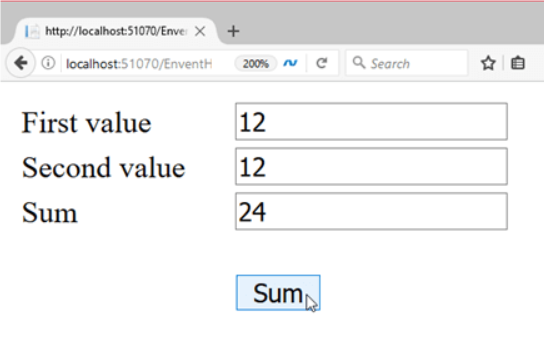 http://localhost:51070/Enver
localhost:51070/EnventH
200%
Search
First value 12
Second value 12
Sum 24
Sum